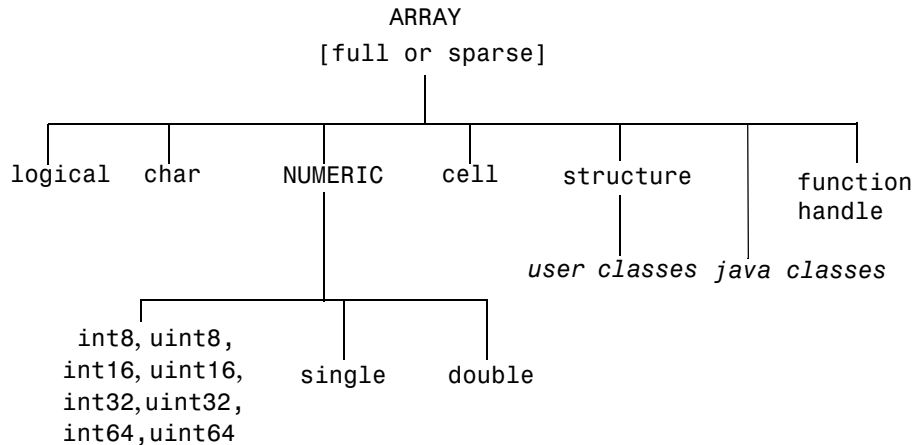 ARRAY
[full or sparse]
logical char NUMERIC cell structure function
handle
user classes java classes
int8, uint8,
int16, uint16,
int32, uint32,
int64, uint64
single double